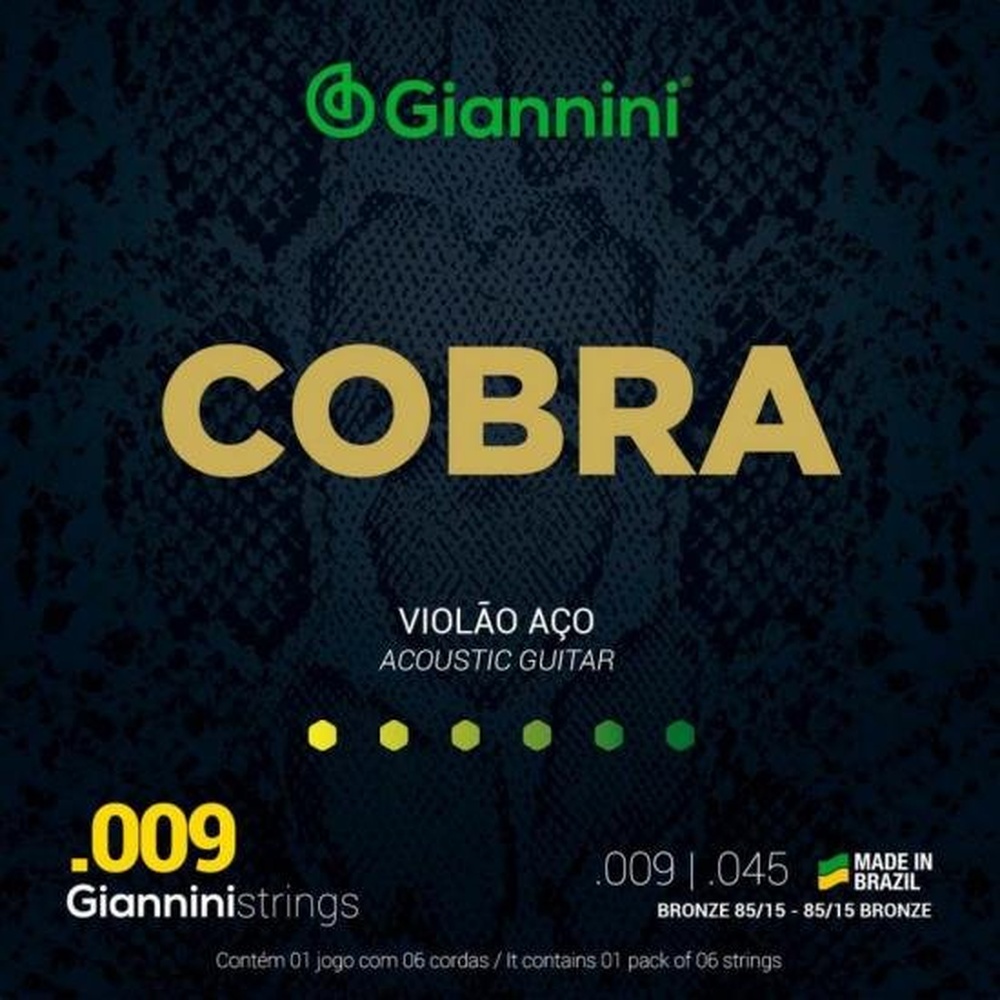 Giannini
COBRA
VIOLÃO AÇO
ACOUSTIC GUITAR
.009
Gianninistrings
.009 | .045
MADE IN
BRAZIL
BRONZE 85/15 - 85/15 BRONZE
Contém 01 jogo com 06 cordas / It contains 01 pack of 06 strings